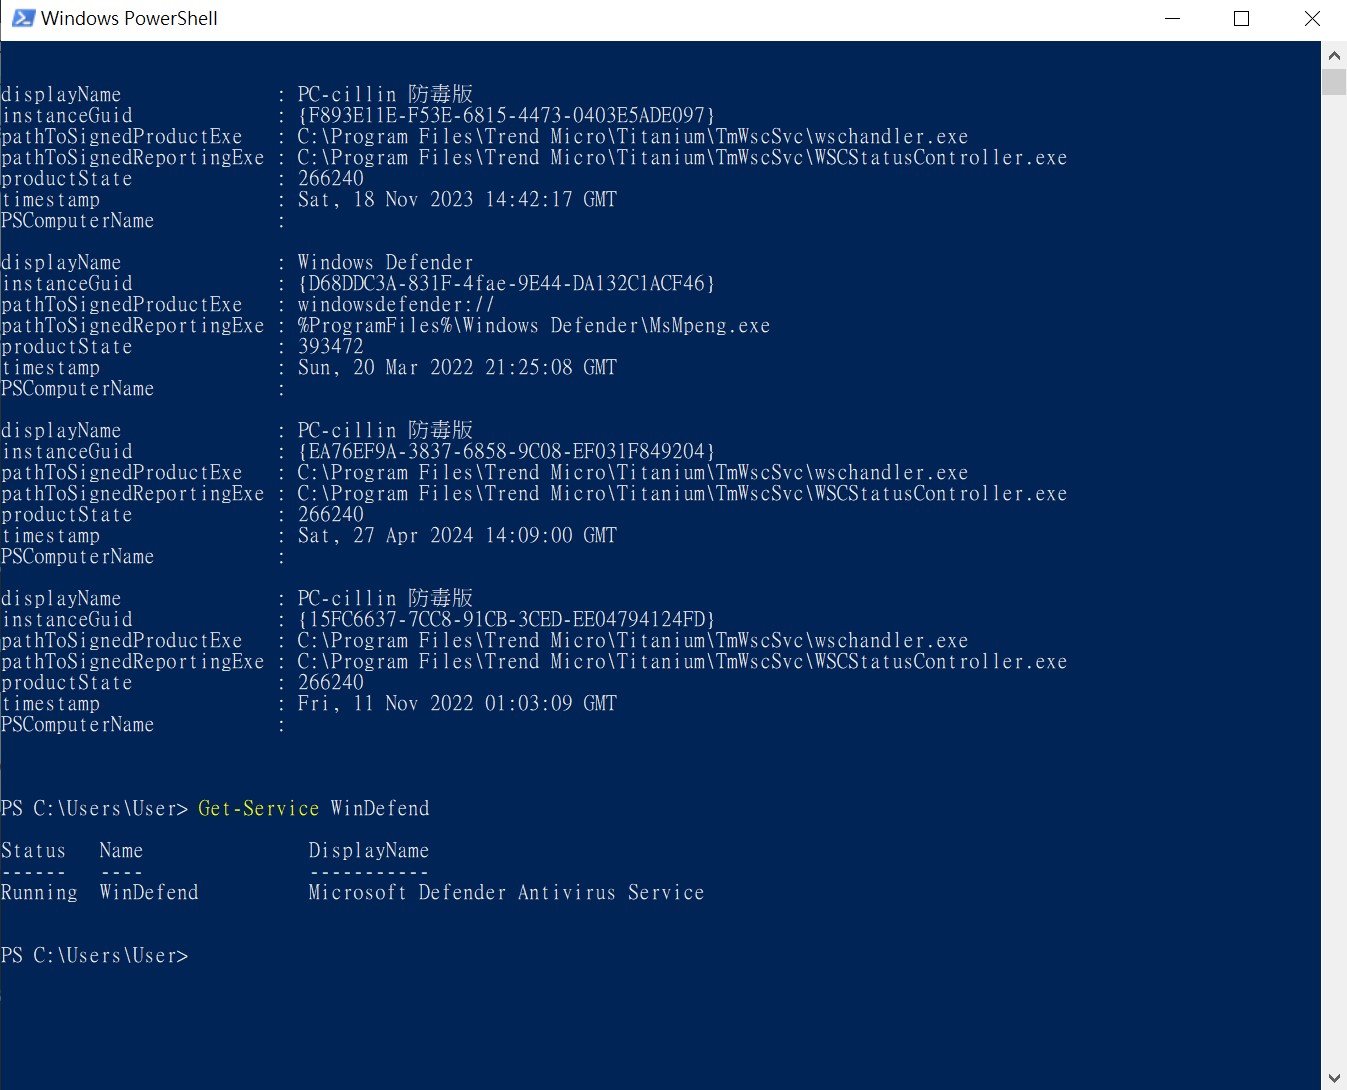 Windows PowerShell
displayName : PC-cillin 防毒版
instanceGuid : {F893E11E-F53E-6815-4473-0403E5ADE097}
pathToSignedProductExe : C:\Program Files\Trend Micro\Titanium\TmWscSvc\wschandler.exe
pathToSignedReportingExe : C:\Program Files\Trend Micro\Titanium\TmWscSvc\WSCStatusController.exe
productState : 266240
timestamp : Sat, 18 Nov 2023 14:42:17 GMT
PSComputerName :
displayName : Windows Defender
instanceGuid : {D68DDC3A-831F-4fae-9E44-DA132C1ACF46}
pathToSignedProductExe : windowsdefender://
pathToSignedReportingExe : %ProgramFiles%\Windows Defender\MsMpeng.exe
productState : 393472
timestamp : Sun, 20 Mar 2022 21:25:08 GMT
PSComputerName :
displayName : PC-cillin 防毒版
instanceGuid : {EA76EF9A-3837-6858-9C08-EF031F849204}
pathToSignedProductExe : C:\Program Files\Trend Micro\Titanium\TmWscSvc\wschandler.exe
pathToSignedReportingExe : C:\Program Files\Trend Micro\Titanium\TmWscSvc\WSCStatusController.exe
productState : 266240
timestamp : Sat, 27 Apr 2024 14:09:00 GMT
PSComputerName :
displayName : PC-cillin 防毒版
instanceGuid : {15FC6637-7CC8-91CB-3CED-EE04794124FD}
pathToSignedProductExe : C:\Program Files\Trend Micro\Titanium\TmWscSvc\wschandler.exe
pathToSignedReportingExe : C:\Program Files\Trend Micro\Titanium\TmWscSvc\WSCStatusController.exe
productState : 266240
timestamp : Fri, 11 Nov 2022 01:03:09 GMT
PSComputerName :
PS C:\Users\User> Get-Service WinDefend
Status Name DisplayName
------ ---- -----------
Running WinDefend Microsoft Defender Antivirus Service
PS C:\Users\User>